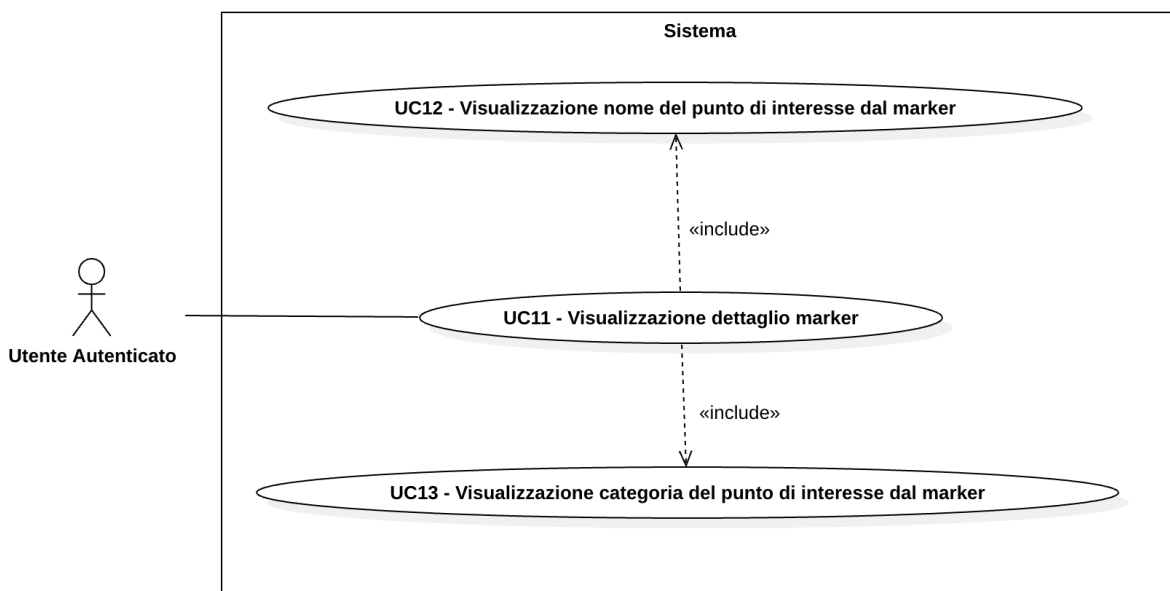 Sistema
UC12 - Visualizzazione nome del punto di interesse dal marker
«include»
UC11 - Visualizzazione dettaglio marker
Utente Autenticato
«include»
UC13 - Visualizzazione categoria del punto di interesse dal marker